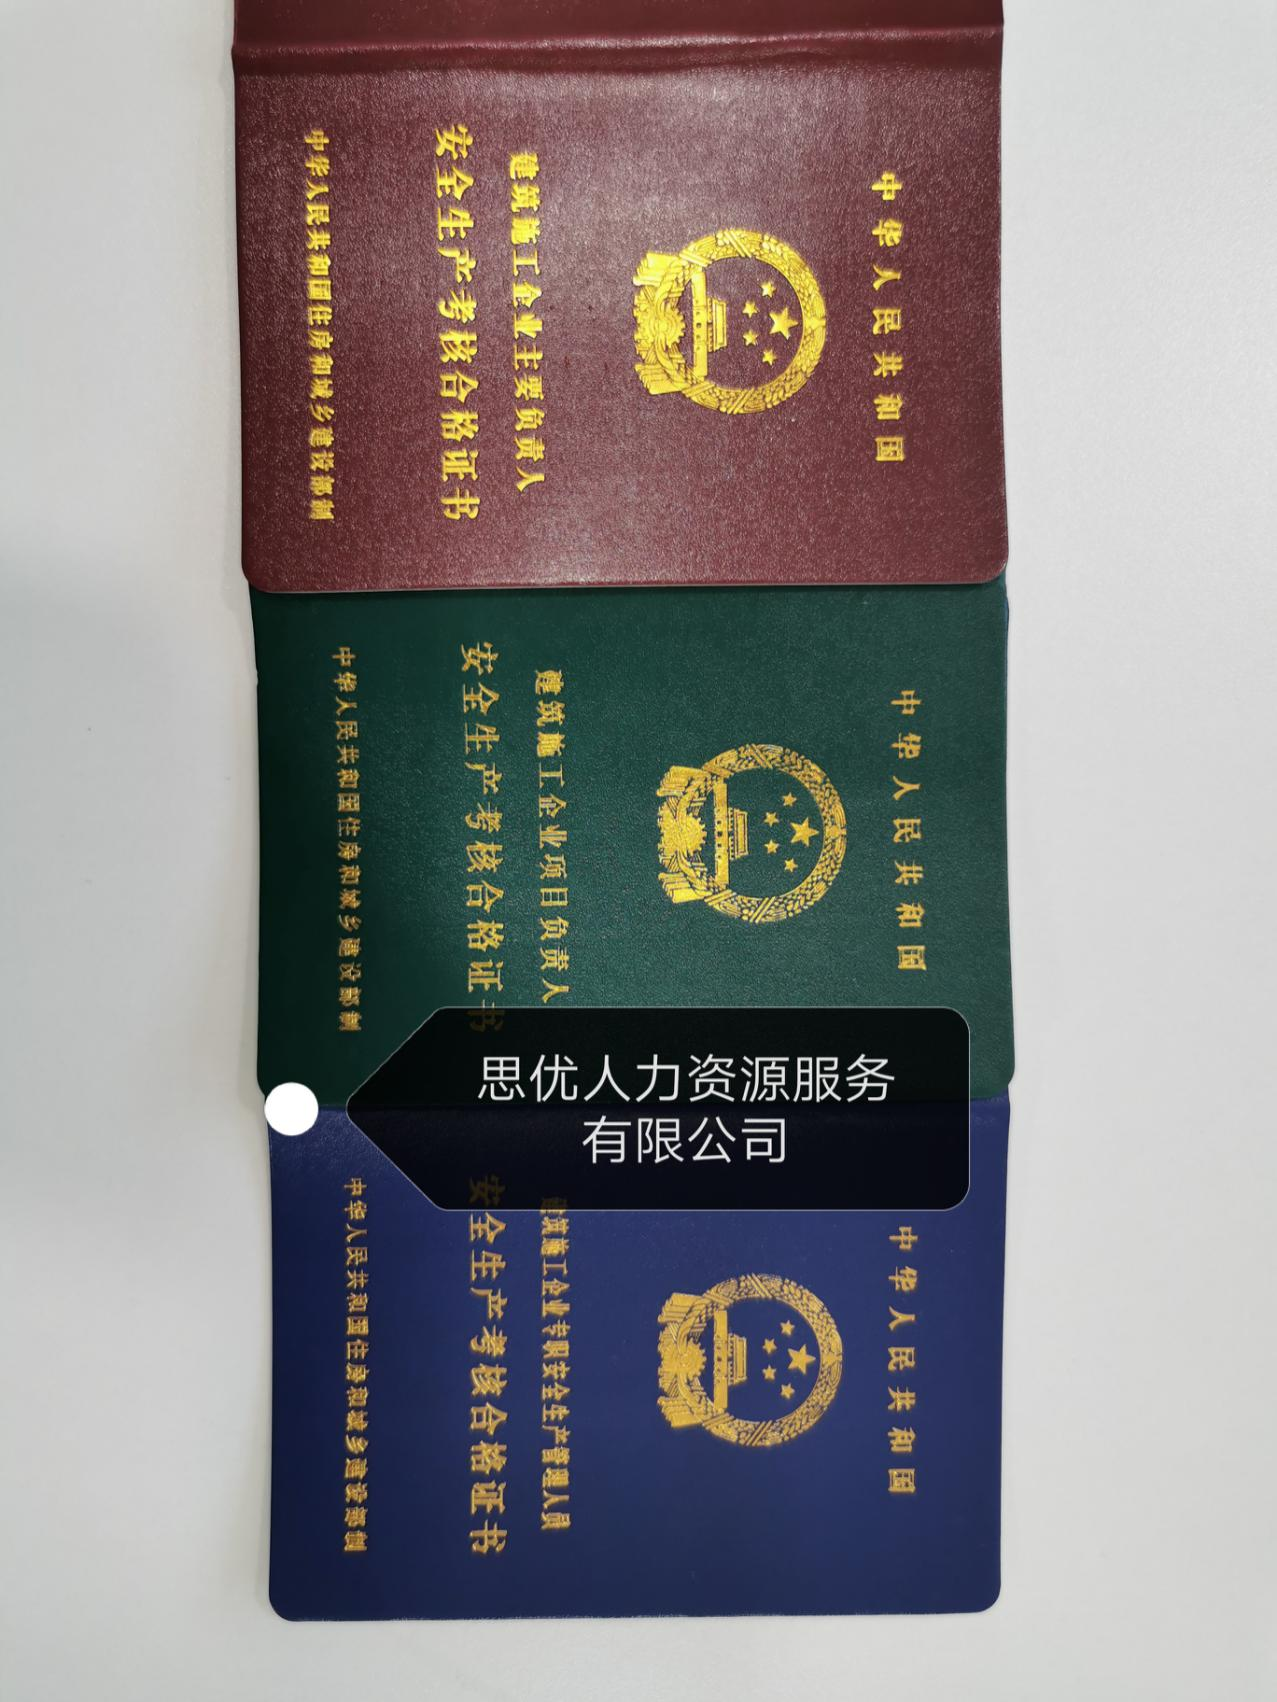 中华人民共和国
建筑施工企业主要负责人
安全生产考核合格证书
中华人民共和国住房和城乡建设部制
中华人民共和国
建筑施工企业项目负责人
安全生产考核合格证书
中华人民共和国住房和城乡建设部制
思优人力资源服务
有限公司
中华人民共和国
建筑施工企业专职安全生产管理人员
安全生产考核合格证书
中华人民共和国住房和城乡建设部制